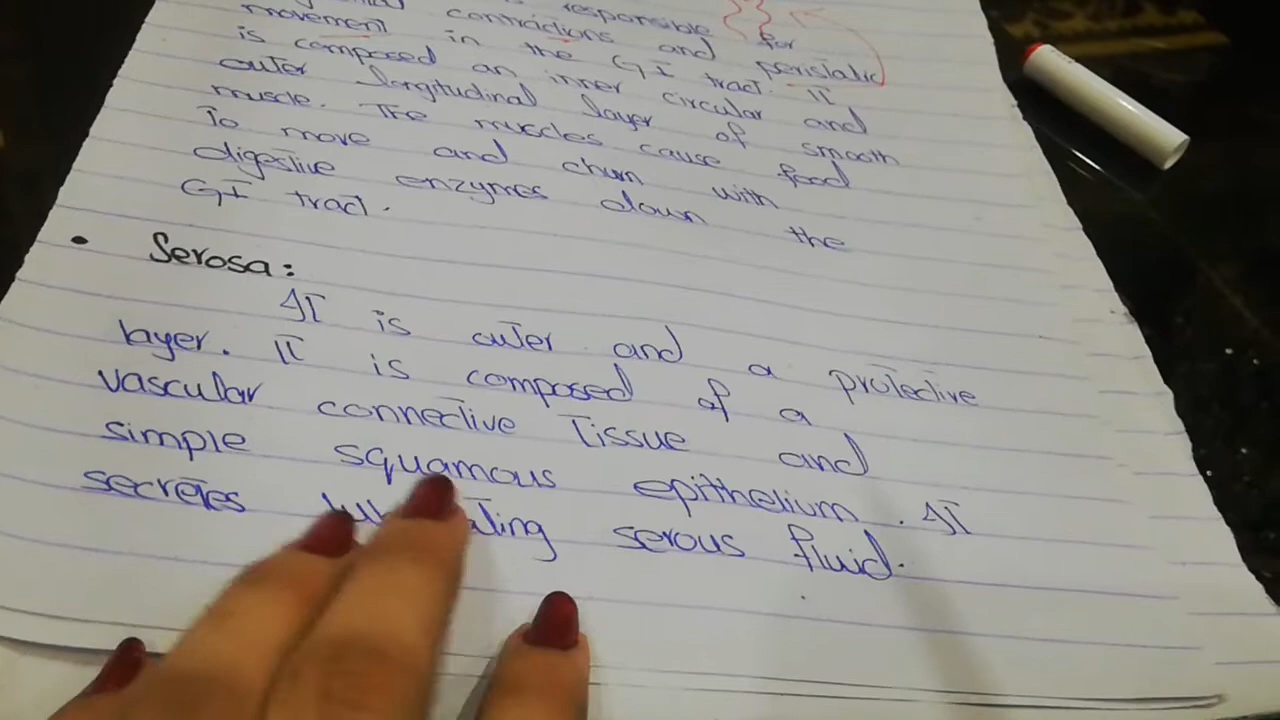 responsible for
movement contractions and peristalic
in the GI tract. It
is composed an inner circular and
outer longitudinal layer of smooth
muscle. The muscles cause food
To move and churn with
digestive enzymes down the
GI tract.
• Serosa:
It is outer and a protective
layer. It is composed of a
vascular connective Tissue and
simple squamous epithelium. It
secretes serous fluid.